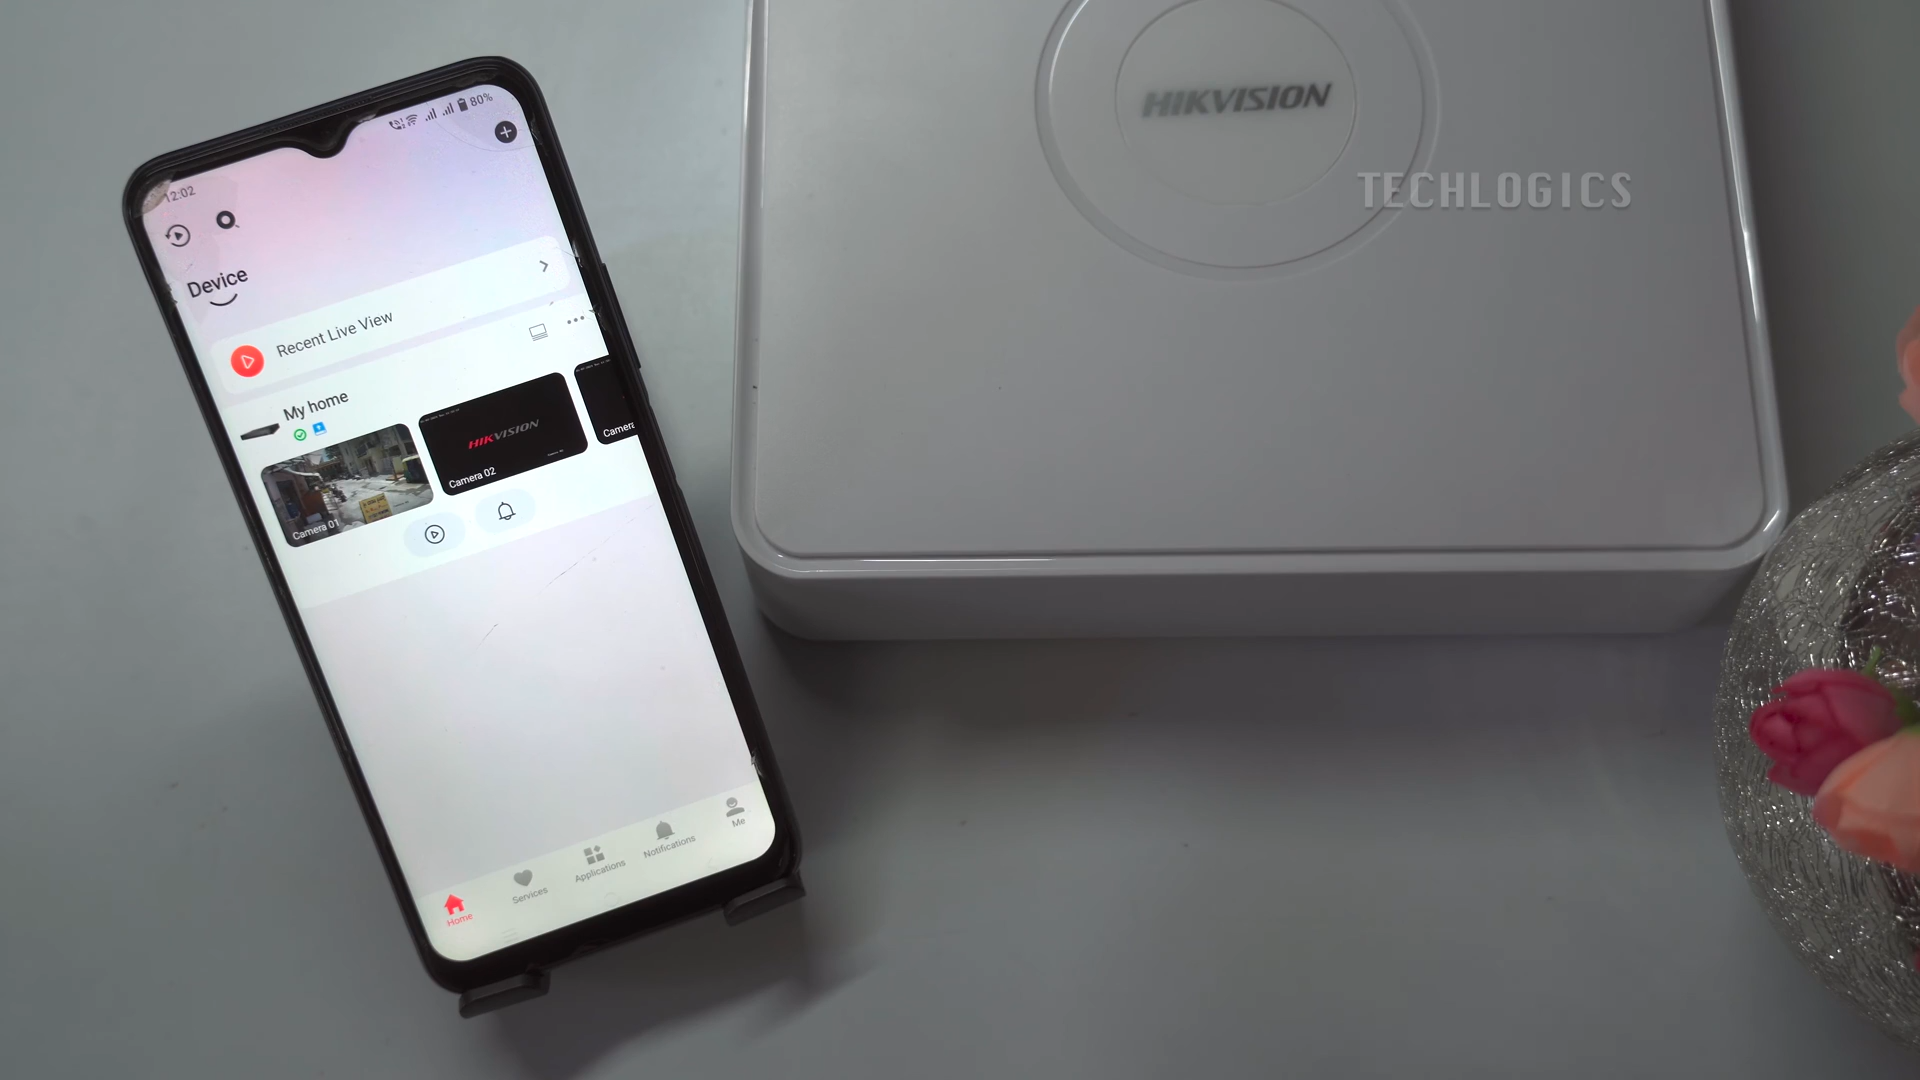 80%
12:02
Device
Recent Live View
My home
Camera 01
HIKVISION
Camera 02
Camera
Home
Services
Applications
Notifications
Me
HIKVISION
TECHLOGICS